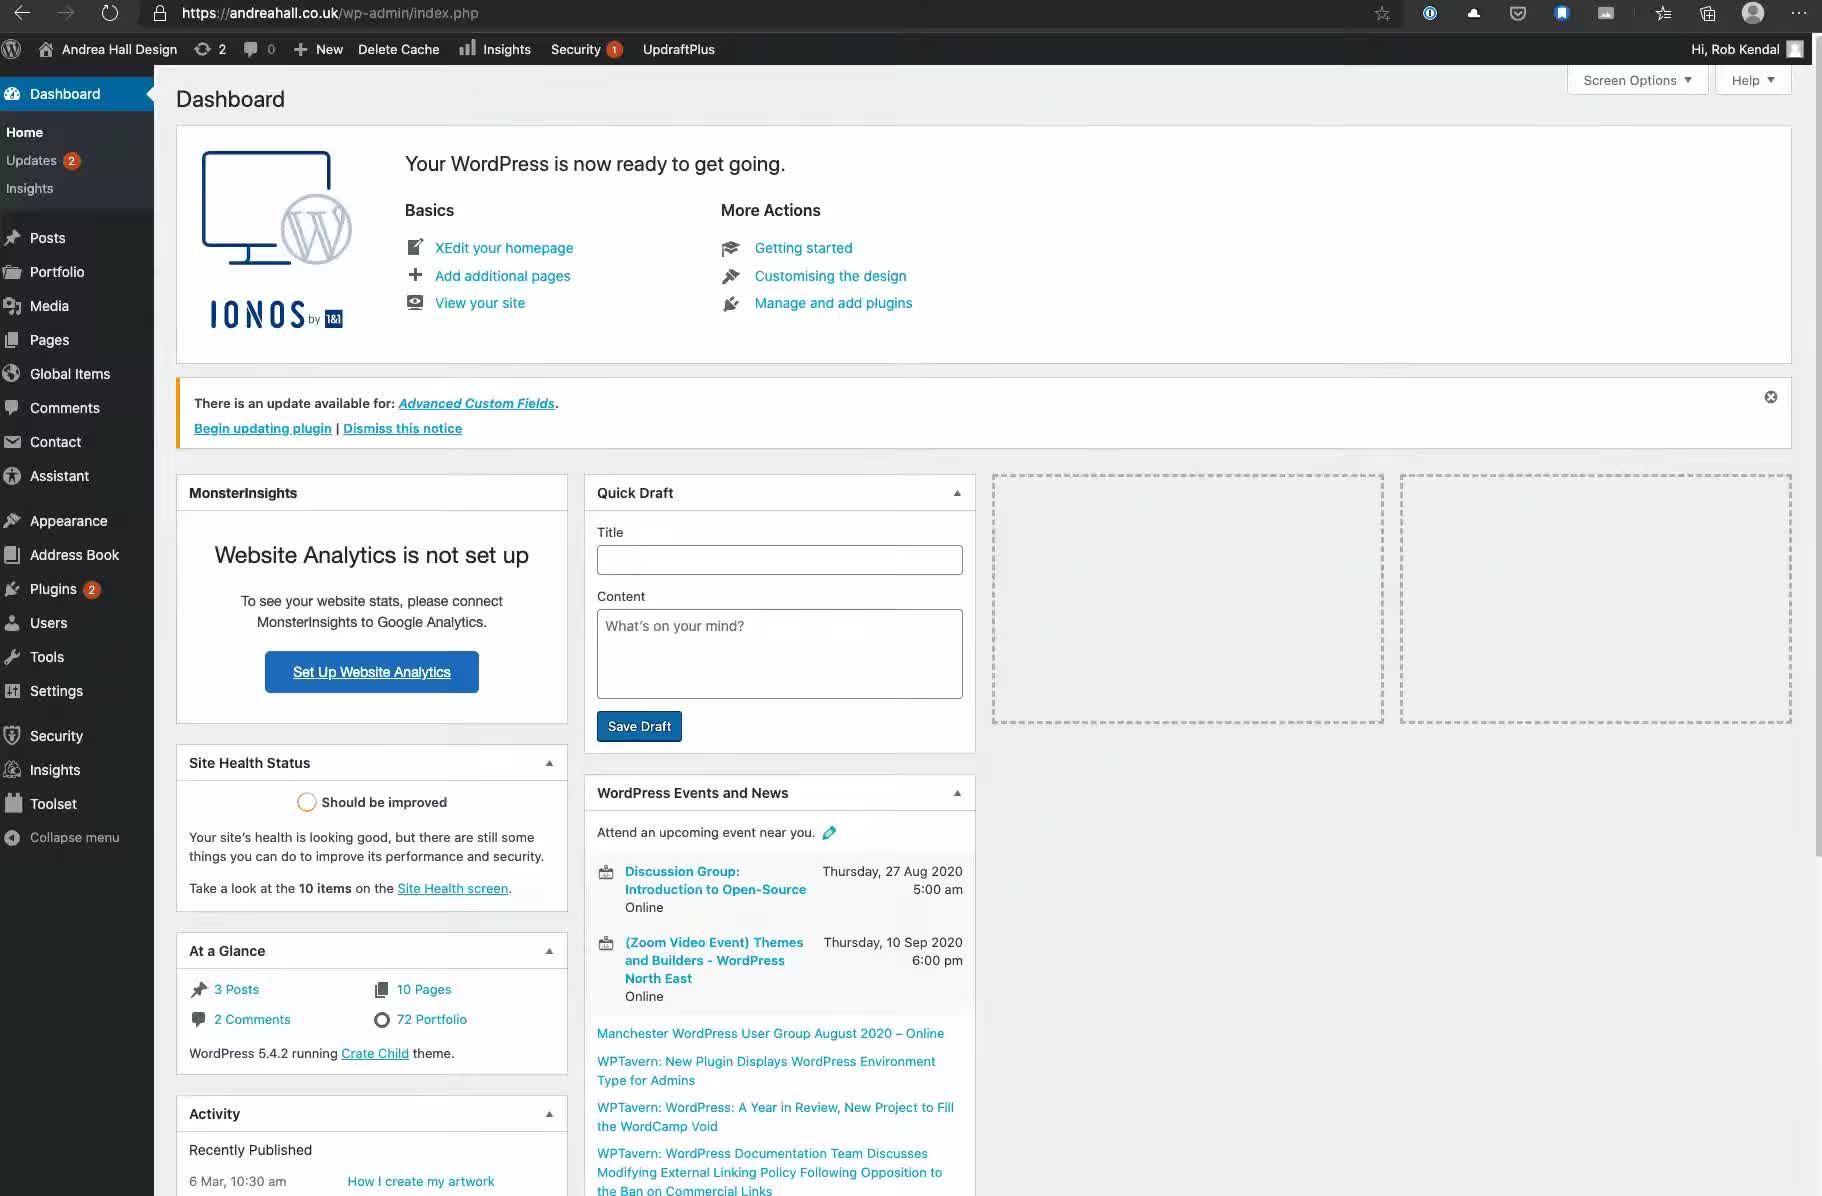 https://andreahall.co.uk/wp-admin/index.php
Andrea Hall Design 2 0 New Delete Cache Insights Security 1 UpdraftPlus Hi, Rob Kendal
Screen Options Help
Dashboard
Home
Updates 2
Insights
Posts
Portfolio
Media
Pages
Global Items
Comments
Contact
Assistant
Appearance
Address Book
Plugins 2
Users
Tools
Settings
Security
Insights
Toolset
Collapse menu
Dashboard
IONOS by 1&1
Your WordPress is now ready to get going.
Basics
XEdit your homepage
Add additional pages
View your site
More Actions
Getting started
Customising the design
Manage and add plugins
There is an update available for: Advanced Custom Fields.
Begin updating plugin | Dismiss this notice
MonsterInsights
Website Analytics is not set up
To see your website stats, please connect
MonsterInsights to Google Analytics.
Set Up Website Analytics
Site Health Status
Should be improved
Your site's health is looking good, but there are still some
things you can do to improve its performance and security.
Take a look at the 10 items on the Site Health screen.
At a Glance
3 Posts 10 Pages
2 Comments 72 Portfolio
WordPress 5.4.2 running Crate Child theme.
Activity
Recently Published
6 Mar, 10:30 am How I create my artwork
Quick Draft
Title
Content
What's on your mind?
Save Draft
WordPress Events and News
Attend an upcoming event near you.
Discussion Group: Thursday, 27 Aug 2020
Introduction to Open-Source 5:00 am
Online
(Zoom Video Event) Themes Thursday, 10 Sep 2020
and Builders - WordPress 6:00 pm
North East
Online
Manchester WordPress User Group August 2020 – Online
WPTavern: New Plugin Displays WordPress Environment
Type for Admins
WPTavern: WordPress: A Year in Review, New Project to Fill
the WordCamp Void
WPTavern: WordPress Documentation Team Discusses
Modifying External Linking Policy Following Opposition to
the Ban on Commercial Links